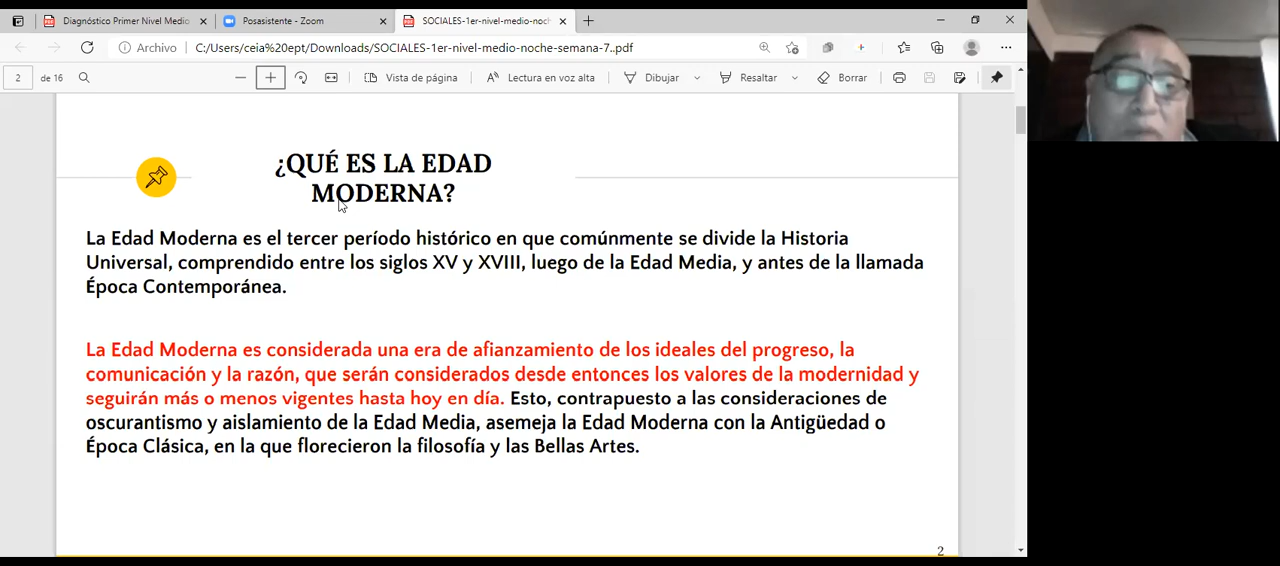 Diagnóstico Primer Nivel Medio
Posasistente - Zoom
SOCIALES-1er-nivel-medio-noch
Archivo
C:/Users/ceia%20ept/Downloads/SOCIALES-1er-nivel-medio-noche-semana-7..pdf
2 de 16
Vista de página
Lectura en voz alta
Dibujar
Resaltar
Borrar
¿QUÉ ES LA EDAD
MODERNA?
La Edad Moderna es el tercer período histórico en que comúnmente se divide la Historia
Universal, comprendido entre los siglos XV y XVIII, luego de la Edad Media, y antes de la llamada
Época Contemporánea.
La Edad Moderna es considerada una era de afianzamiento de los ideales del progreso, la
comunicación y la razón, que serán considerados desde entonces los valores de la modernidad y
seguirán más o menos vigentes hasta hoy en día. Esto, contrapuesto a las consideraciones de
oscurantismo y aislamiento de la Edad Media, asemeja la Edad Moderna con la Antigüedad o
Época Clásica, en la que florecieron la filosofía y las Bellas Artes.
2